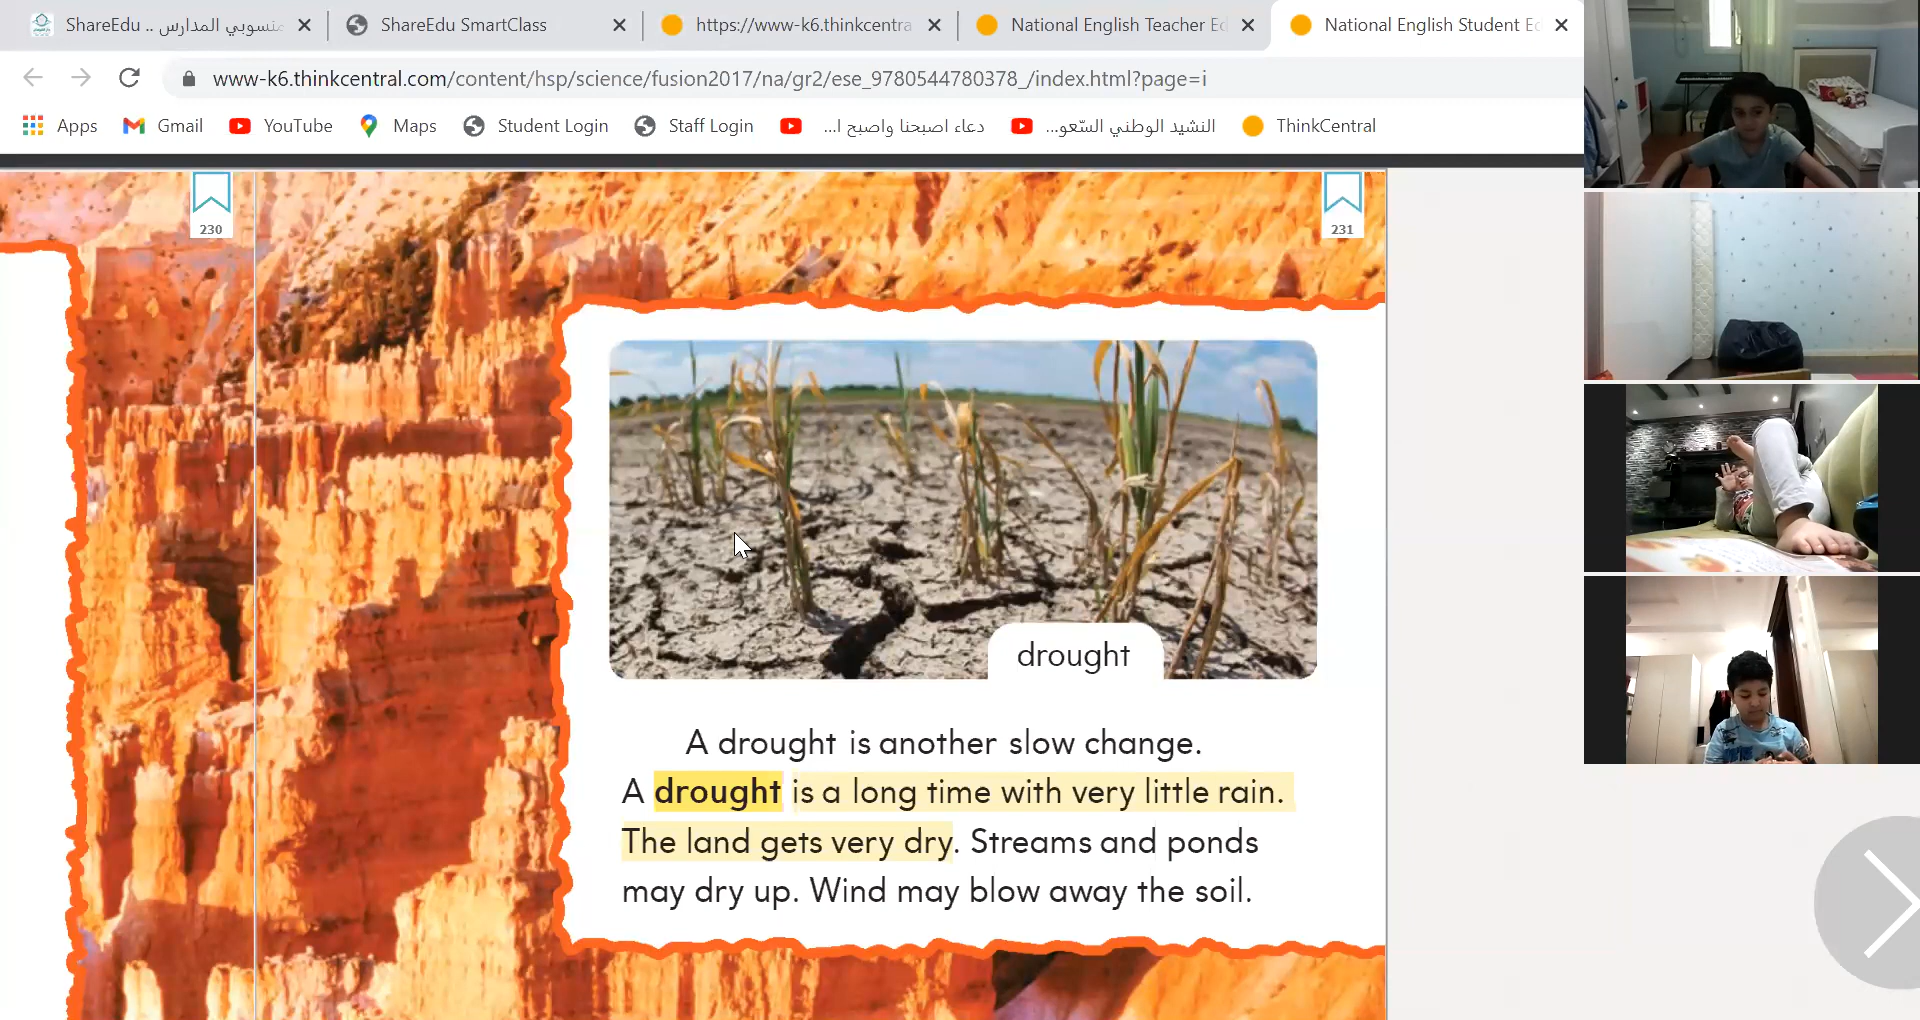 ShareEdu .. منسوبي المدارس
ShareEdu SmartClass
https://www-k6.thinkcentra
National English Teacher Ed
National English Student Ed
www-k6.thinkcentral.com/content/hsp/science/fusion2017/na/gr2/ese_9780544780378_/index.html?page=i
Apps
Gmail
YouTube
Maps
Student Login
Staff Login
دعاء اصبحنا واصبح ا...
النشيد الوطني السّعو...
ThinkCentral
230
231
drought
A drought is another slow change.
A drought is a long time with very little rain.
The land gets very dry. Streams and ponds
may dry up. Wind may blow away the soil.